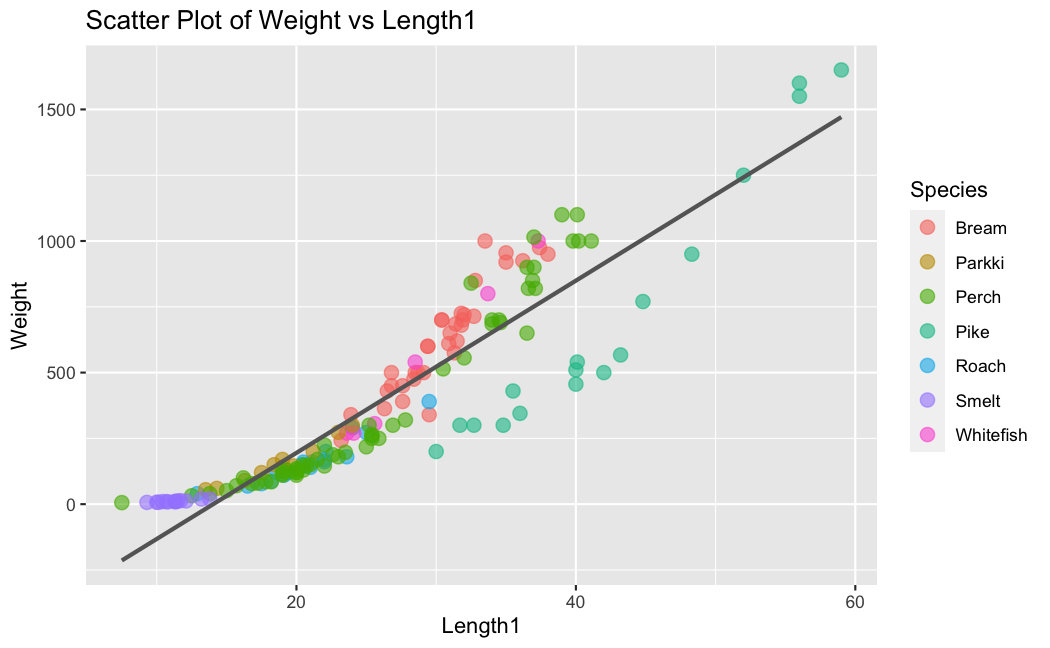 Scatter Plot of Weight vs Length1
Weight
1500
1000
500
0
20 40 60
Length1
Species
Bream
Parkki
Perch
Pike
Roach
Smelt
Whitefish